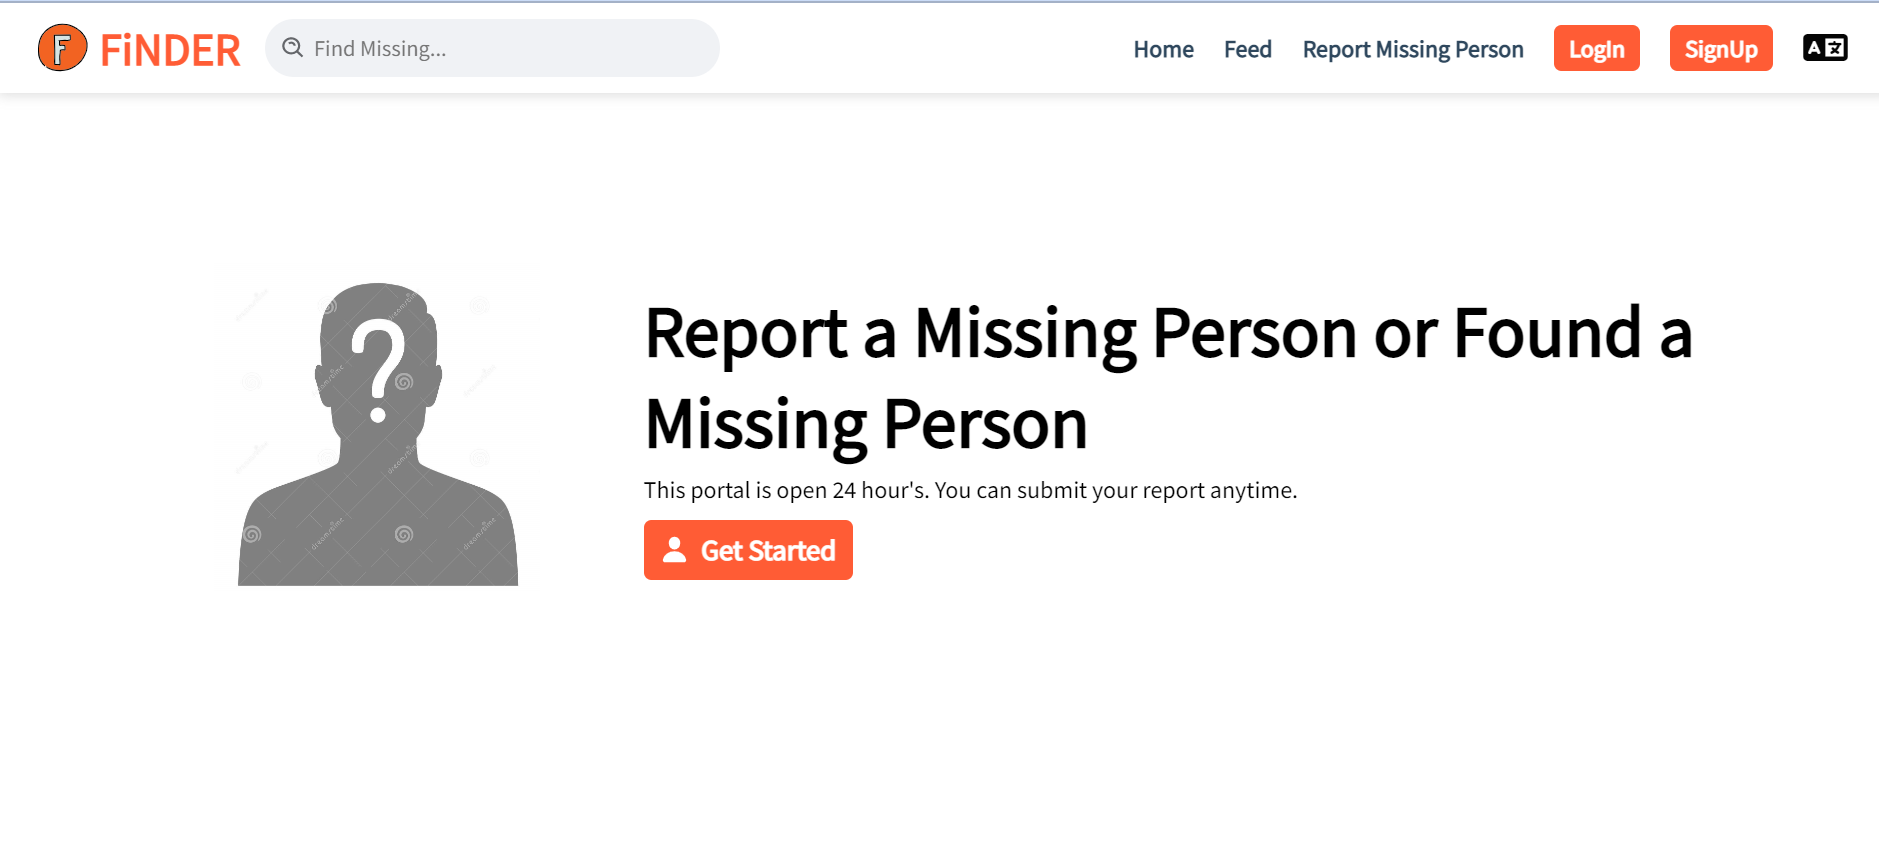 F FiNDER Find Missing... Home Feed Report Missing Person LogIn SignUp A
Report a Missing Person or Found a
Missing Person
This portal is open 24 hour's. You can submit your report anytime.
Get Started
dreamstime